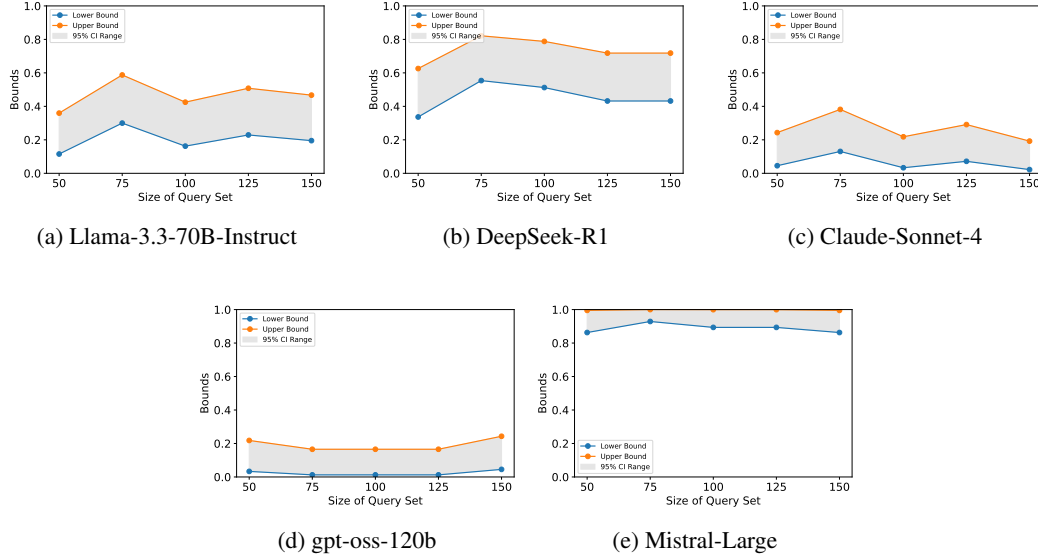 Lower Bound
Upper Bound
95% CI Range
Bounds
0.0
0.2
0.4
0.6
0.8
1.0
50 75 100 125 150
Size of Query Set
(a) Llama-3.3-70B-Instruct
Lower Bound
Upper Bound
95% CI Range
Bounds
0.0
0.2
0.4
0.6
0.8
1.0
50 75 100 125 150
Size of Query Set
(b) DeepSeek-R1
Lower Bound
Upper Bound
95% CI Range
Bounds
0.0
0.2
0.4
0.6
0.8
1.0
50 75 100 125 150
Size of Query Set
(c) Claude-Sonnet-4
1.0
0.8
0.6
0.4
0.2
0.0
Bounds
Lower Bound
Upper Bound
95% CI Range
50 75 100 125 150
Size of Query Set
(d) gpt-oss-120b
1.0
0.8
0.6
0.4
0.2
0.0
Bounds
Lower Bound
Upper Bound
95% CI Range
50 75 100 125 150
Size of Query Set
(e) Mistral-Large